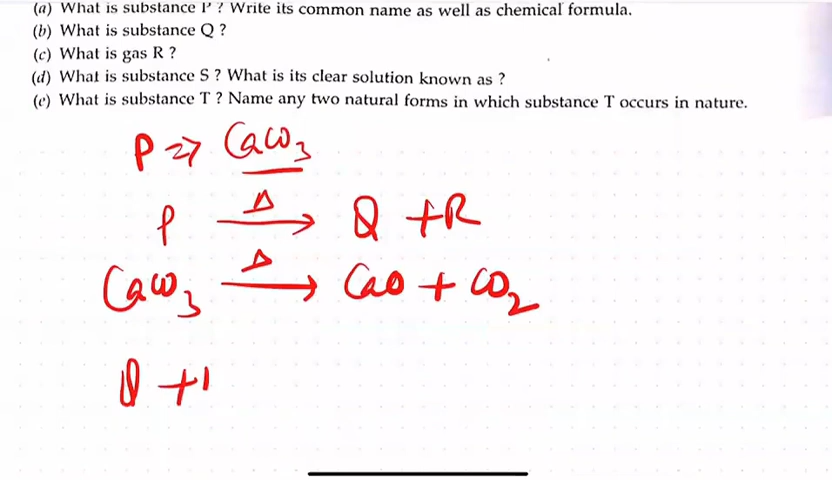 (a) What is substance P ? Write its common name as well as chemical formula.
(b) What is substance Q ?
(c) What is gas R ?
(d) What is substance S ? What is its clear solution known as ?
(e) What is substance T ? Name any two natural forms in which substance T occurs in nature.
P => CaCO3
P Δ→ Q + R
CaCO3 Δ→ CaO + CO2
Q +